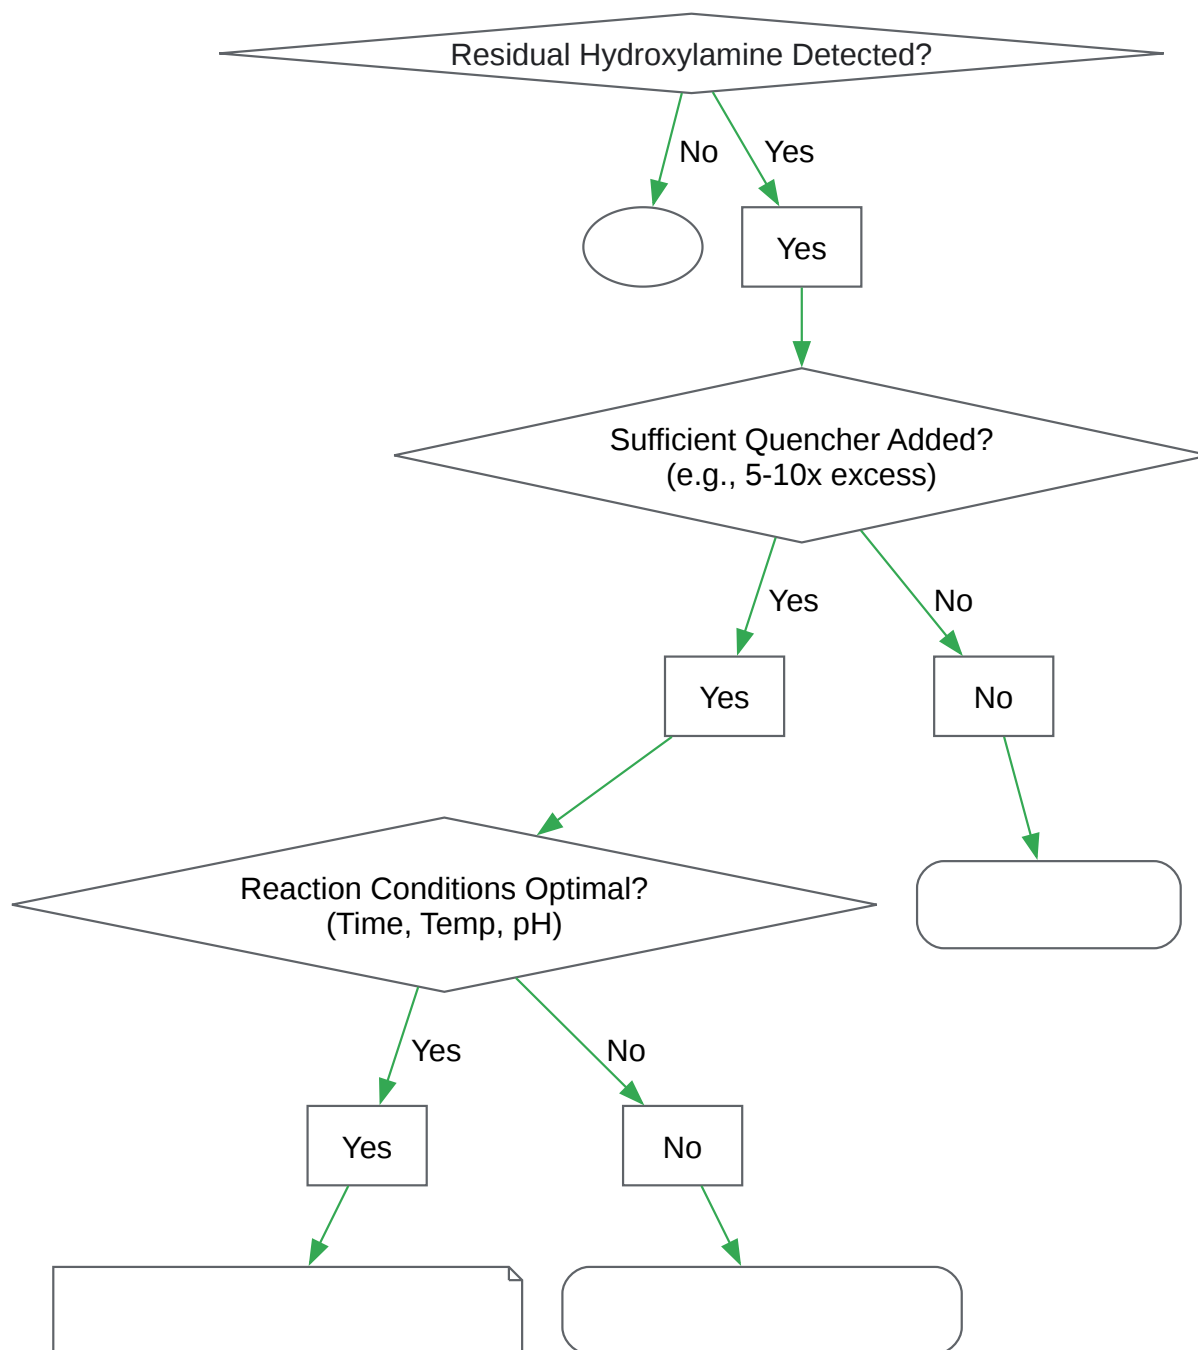 Residual Hydroxylamine Detected?
No
Yes
Yes
Sufficient Quencher Added?
(e.g., 5-10x excess)
Yes
No
Yes
No
Reaction Conditions Optimal?
(Time, Temp, pH)
Yes
No
Yes
No